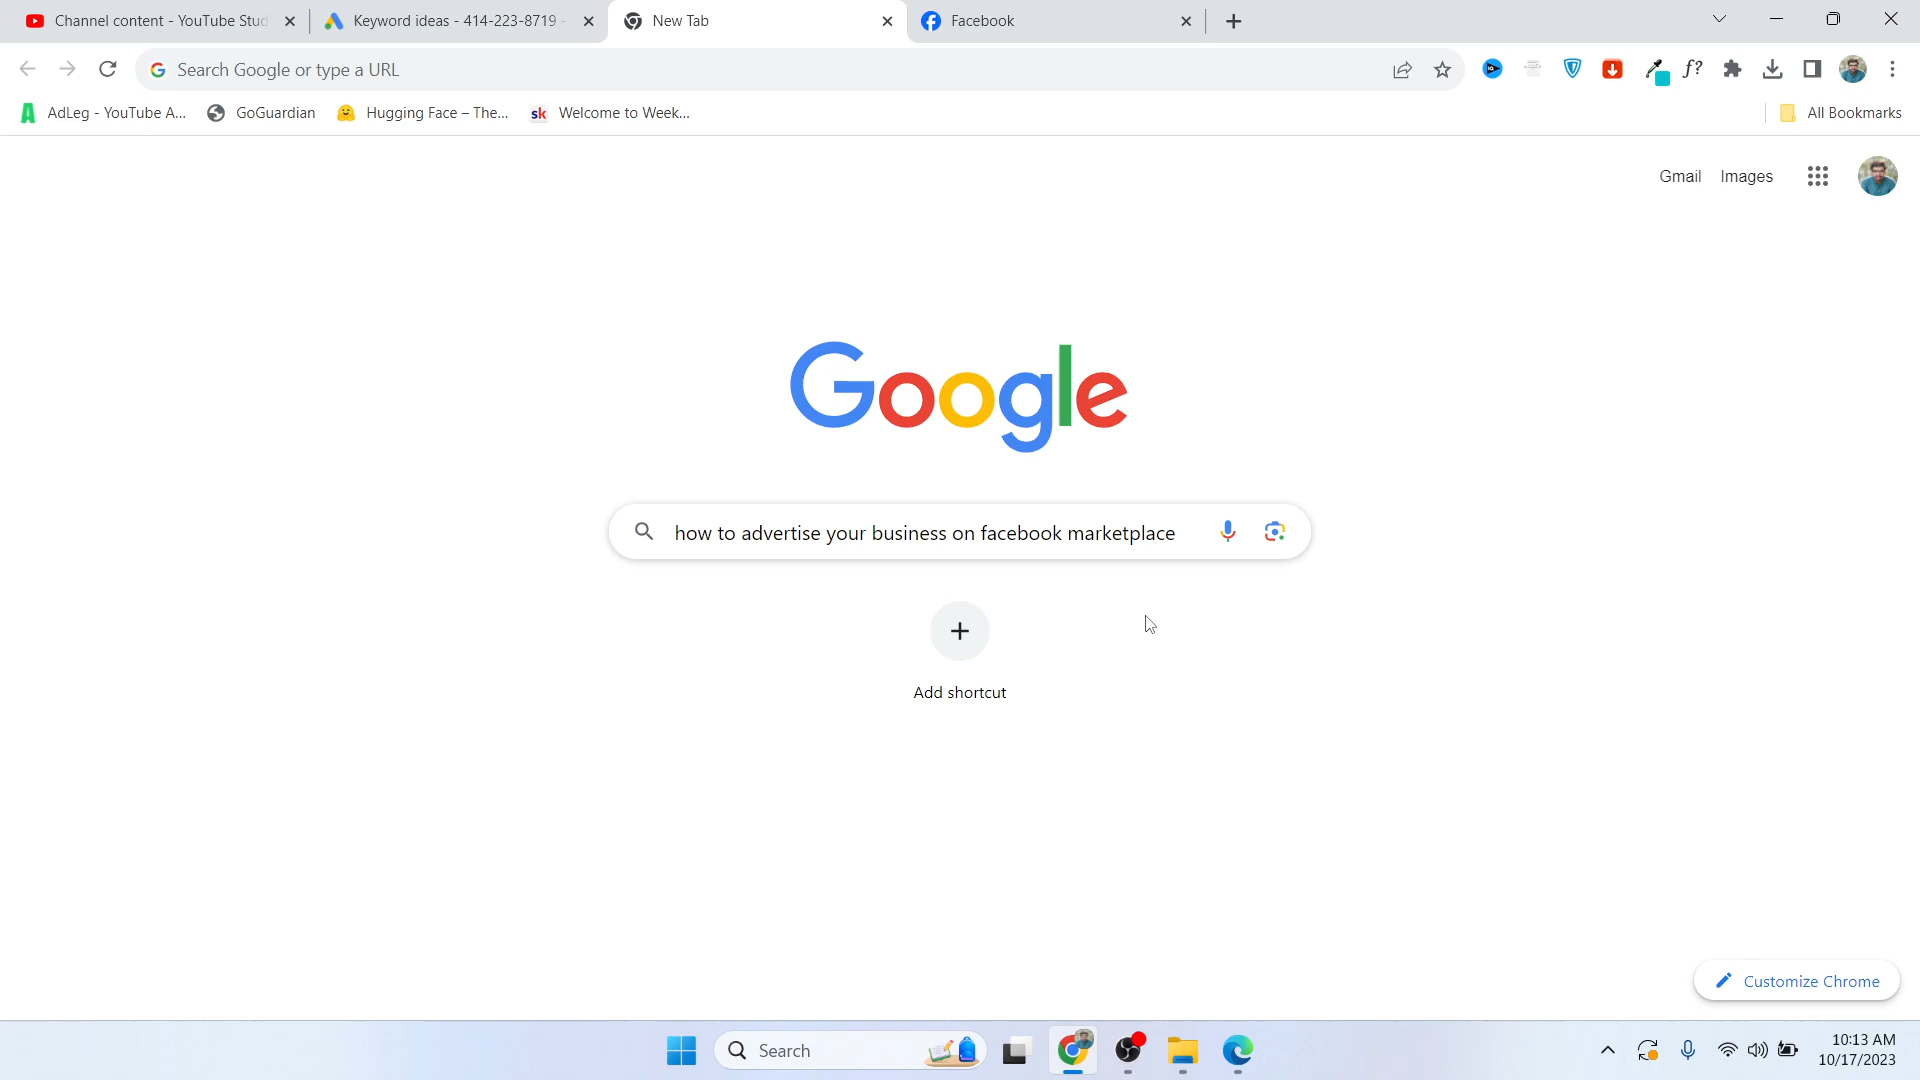 Channel content - YouTube Stud
Keyword ideas - 414-223-8719 -
New Tab
Facebook
Search Google or type a URL
f?
AdLeg - YouTube A...
GoGuardian
Hugging Face – The...
sk Welcome to Week...
All Bookmarks
Gmail Images
Google
how to advertise your business on facebook marketplace
Add shortcut
Customize Chrome
Search
10:13 AM
10/17/2023